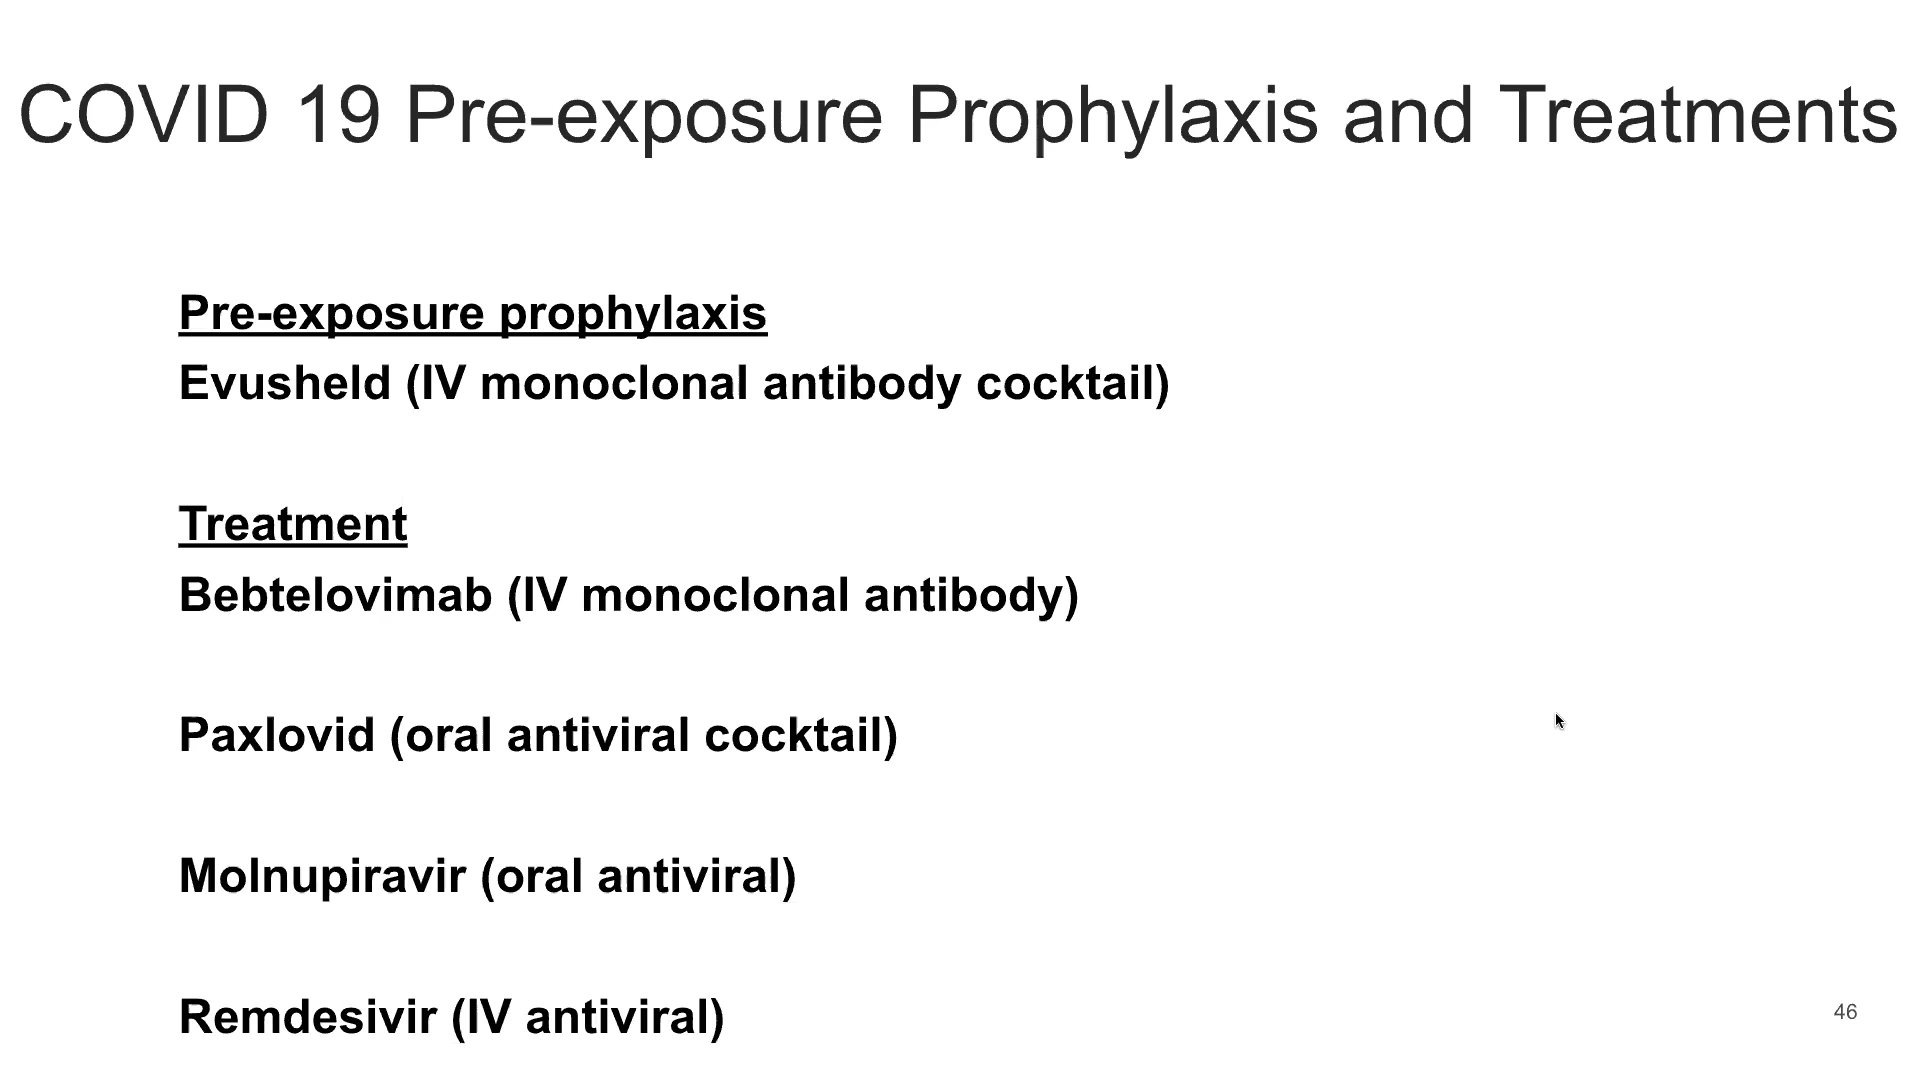 COVID 19 Pre-exposure Prophylaxis and Treatments
Pre-exposure prophylaxis
Evusheld (IV monoclonal antibody cocktail)
Treatment
Bebtelovimab (IV monoclonal antibody)
Paxlovid (oral antiviral cocktail)
Molnupiravir (oral antiviral)
Remdesivir (IV antiviral)
46